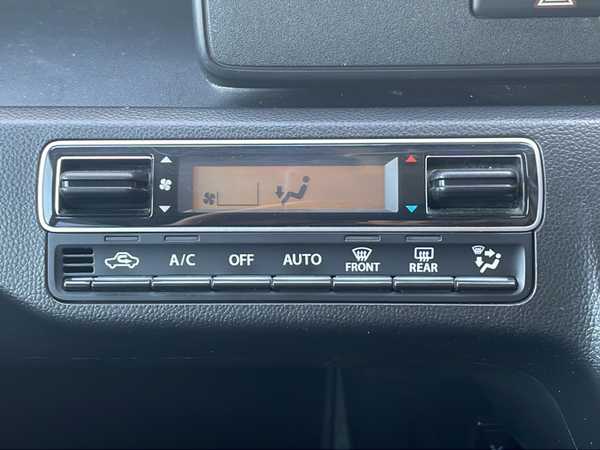 A/C OFF AUTO FRONT REAR